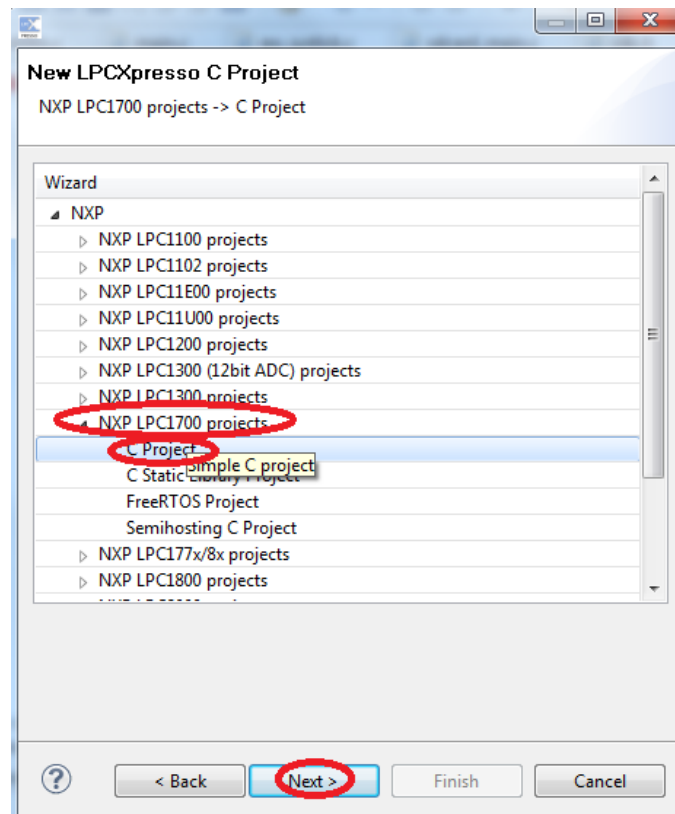 New LPCXpresso C Project
NXP LPC1700 projects -> C Project
Wizard
NXP
NXP LPC1100 projects
NXP LPC1102 projects
NXP LPC11E00 projects
NXP LPC11U00 projects
NXP LPC1200 projects
NXP LPC1300 (12bit ADC) projects
NXP LPC1300 projects
NXP LPC1700 projects
C Project
Simple C project
C Static Library Project
FreeRTOS Project
Semihosting C Project
NXP LPC177x/8x projects
NXP LPC1800 projects
? < Back Next > Finish Cancel